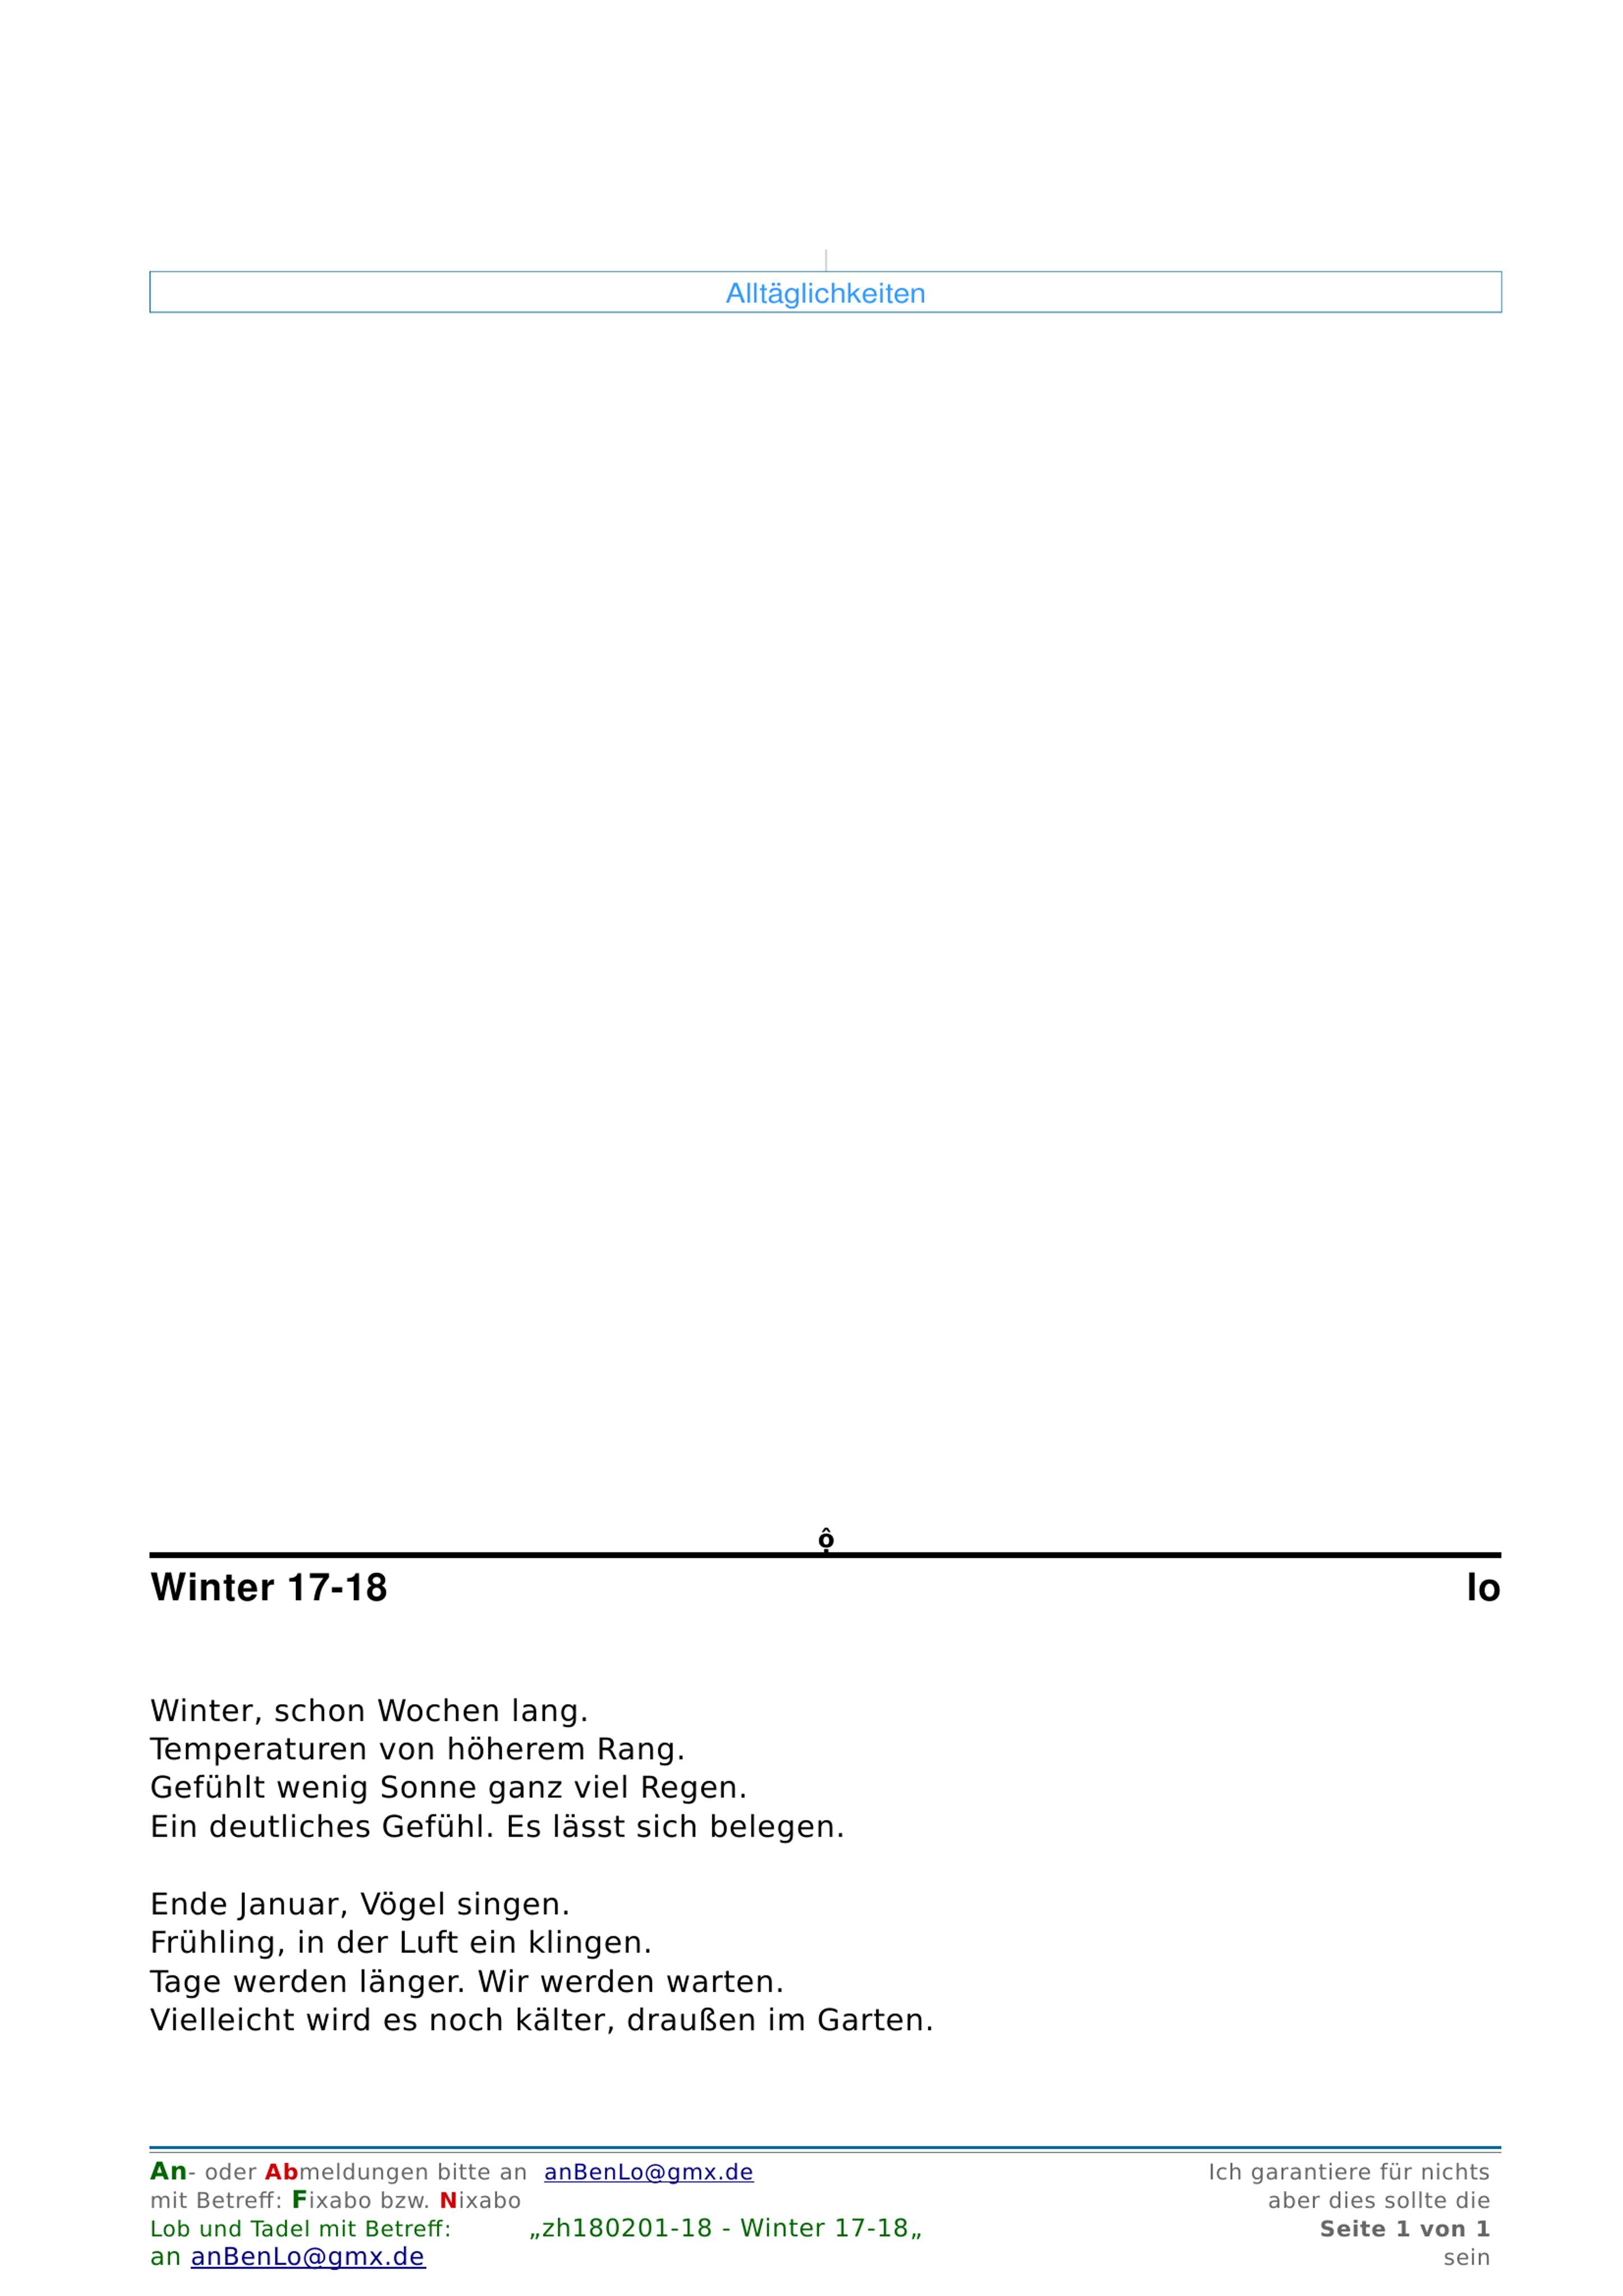 Alltäglichkeiten
ộ
Winter 17-18 lo
Winter, schon Wochen lang.
Temperaturen von höherem Rang.
Gefühlt wenig Sonne ganz viel Regen.
Ein deutliches Gefühl. Es lässt sich belegen.
Ende Januar, Vögel singen.
Frühling, in der Luft ein klingen.
Tage werden länger. Wir werden warten.
Vielleicht wird es noch kälter, draußen im Garten.
An- oder Abmeldungen bitte an anBenLo@gmx.de
mit Betreff: Fixabo bzw. Nixabo
Lob und Tadel mit Betreff: „zh180201-18 - Winter 17-18„
an anBenLo@gmx.de
Ich garantiere für nichts
aber dies sollte die
Seite 1 von 1
sein